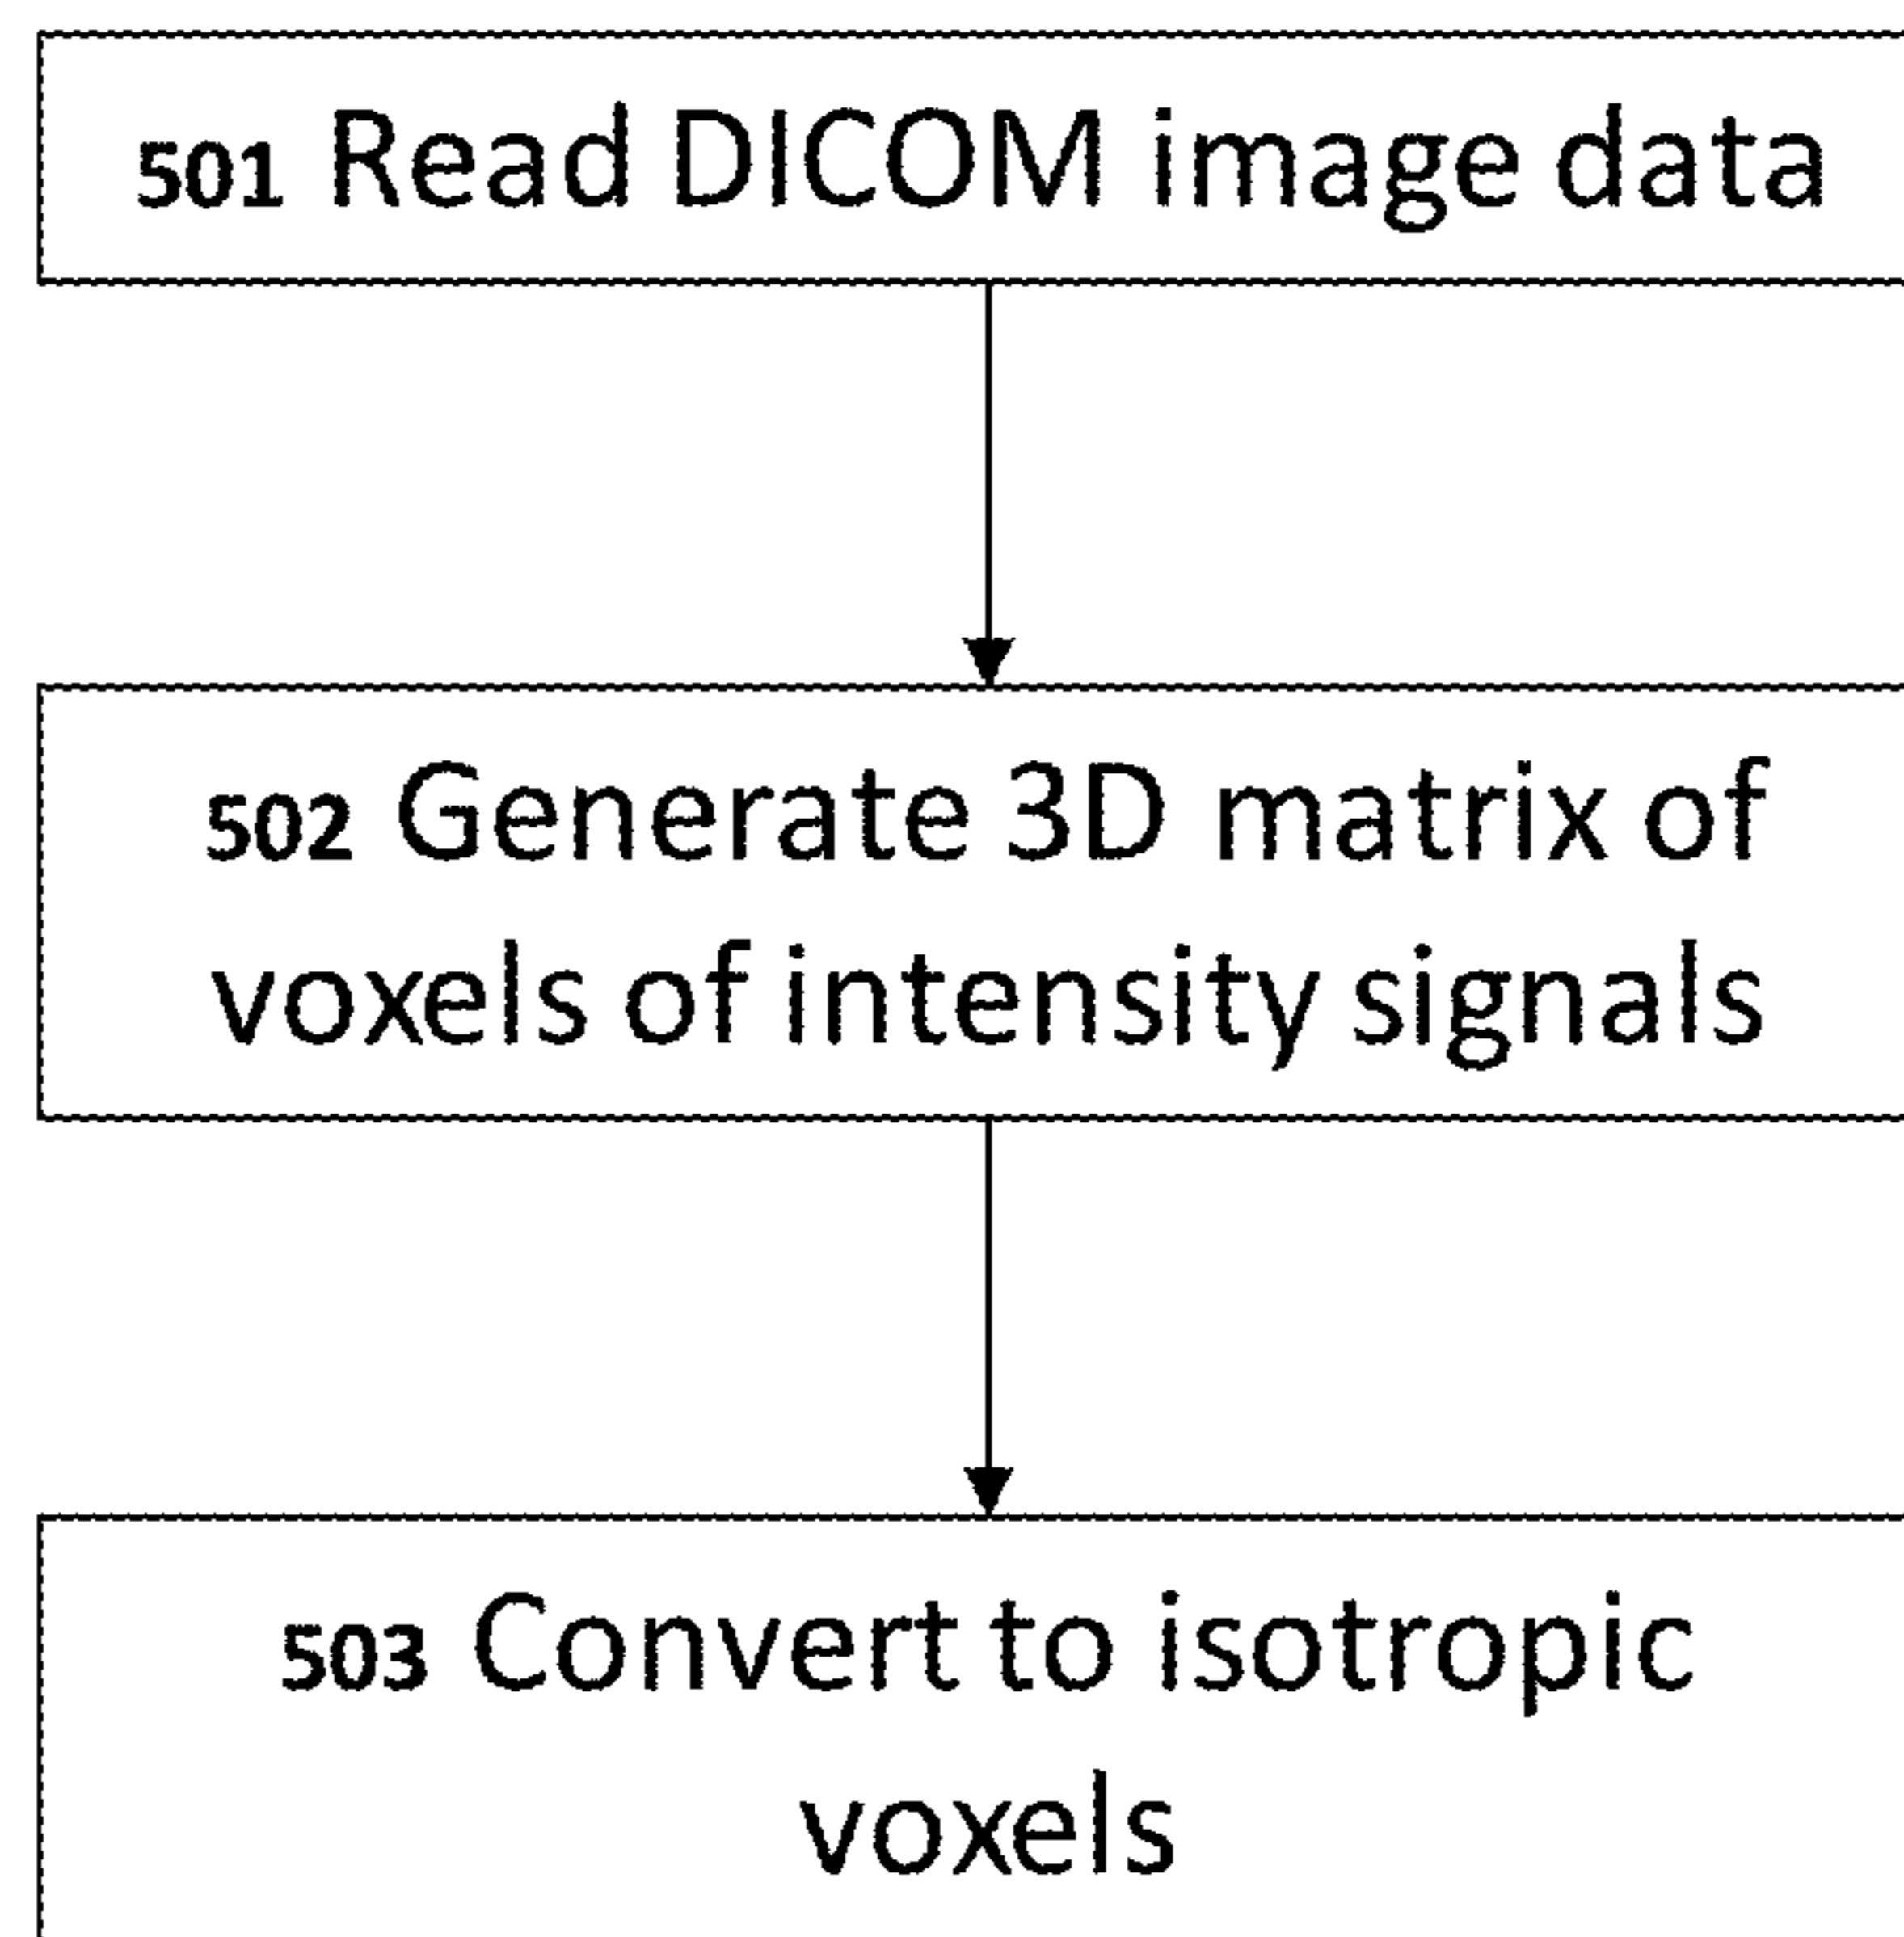 501 Read DICOM image data
502 Generate 3D matrix of
voxels of intensity signals
503 Convert to isotropic
voxels